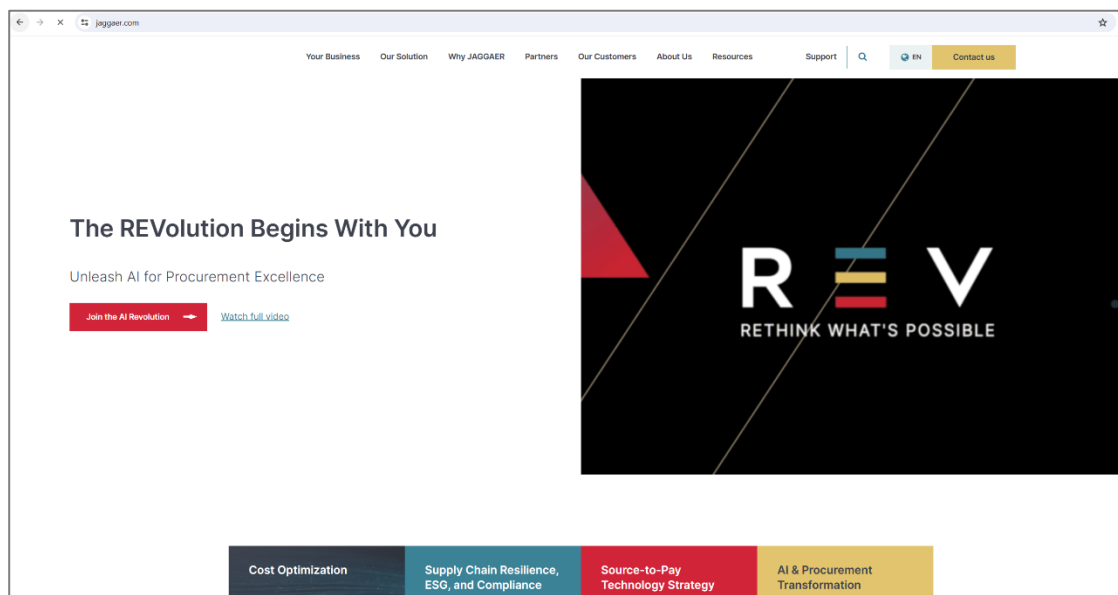 jaggaer.com
Your Business Our Solution Why JAGGAER Partners Our Customers About Us Resources Support EN Contact us
The REVolution Begins With You
Unleash AI for Procurement Excellence
Join the AI Revolution Watch full video
R E V
RETHINK WHAT'S POSSIBLE
Cost Optimization
Supply Chain Resilience,
ESG, and Compliance
Source-to-Pay
Technology Strategy
AI & Procurement
Transformation